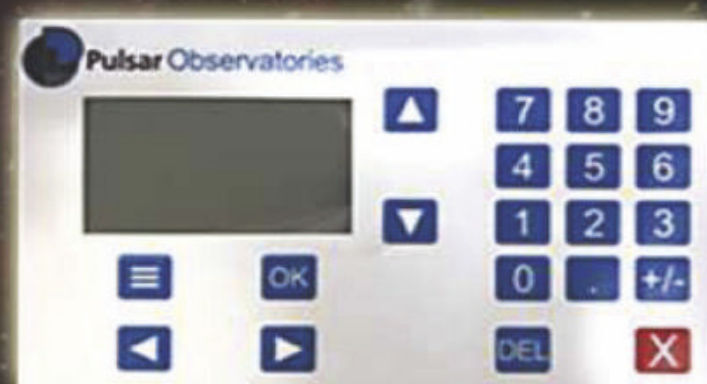 Pulsar Observatories
7 8 9
4 5 6
1 2 3
OK
0 . +/-
DEL X